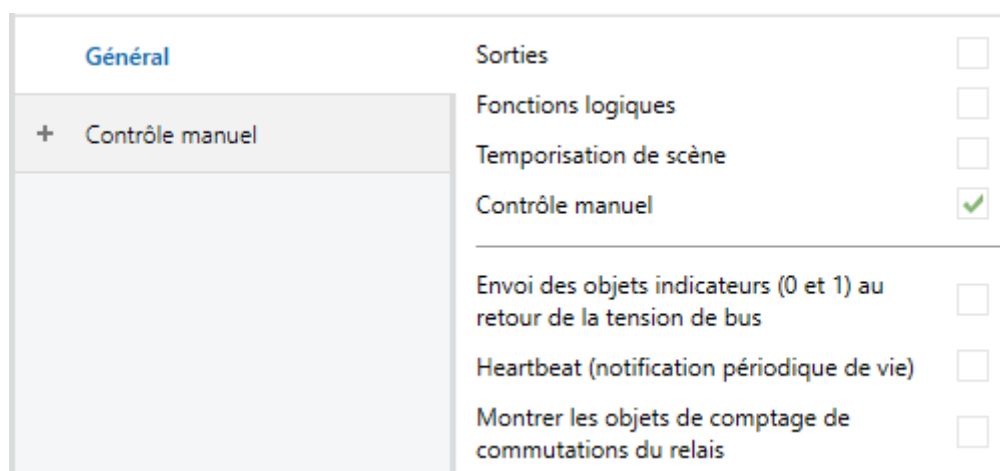 Général
+ Contrôle manuel
Sorties
Fonctions logiques
Temporisation de scène
Contrôle manuel
Envoi des objets indicateurs (0 et 1) au
retour de la tension de bus
Heartbeat (notification périodique de vie)
Montrer les objets de comptage de
commutations du relais